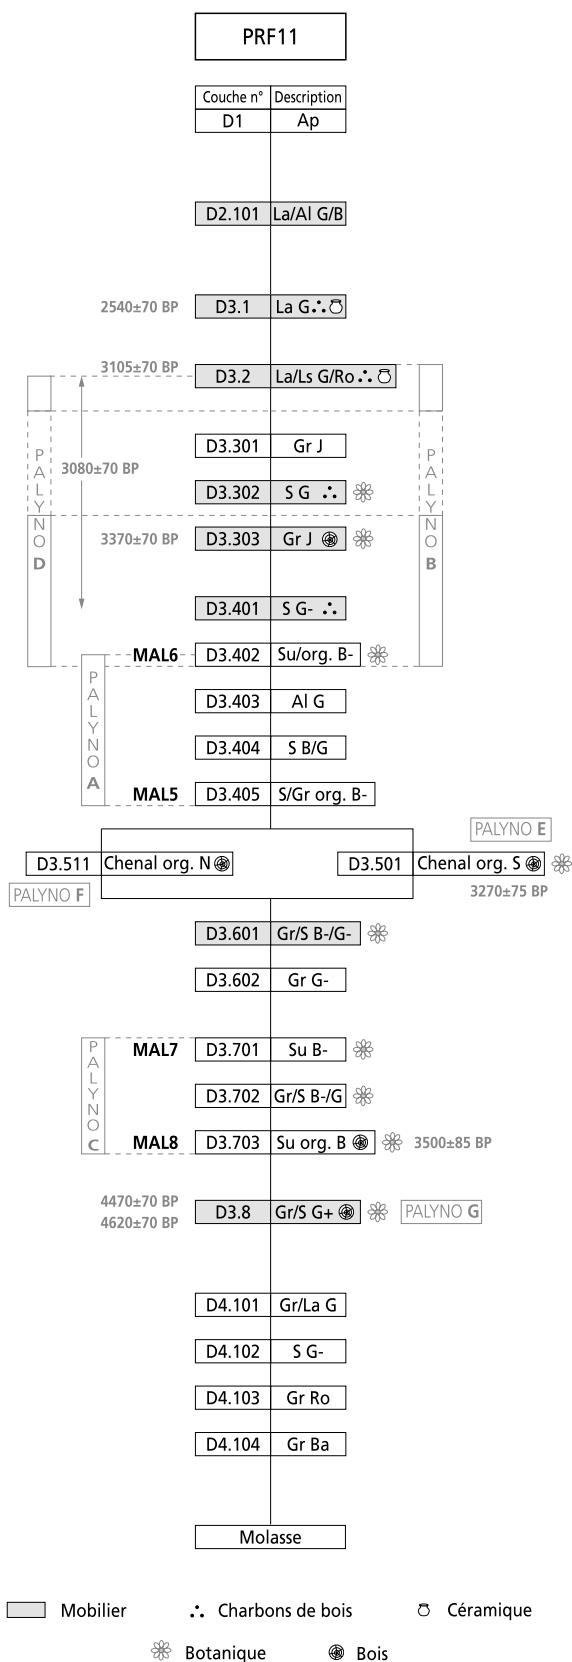 PRF11
Couche n° Description
D1 Ap
D2.101 La/Al G/B
2540±70 BP D3.1 La G
3105±70 BP
D3.2 La/Ls G/Ro
D3.301 Gr J
3080±70 BP
D3.302 S G
3370±70 BP D3.303 Gr J
PALYNO D
PALYNO B
D3.401 S G-
MAL6 D3.402 Su/org. B-
D3.403 Al G
PALYNO A
D3.404 S B/G
MAL5 D3.405 S/Gr org. B-
PALYNO E
D3.511 Chenal org. N
D3.501 Chenal org. S
PALYNO F
3270±75 BP
D3.601 Gr/S B-/G-
D3.602 Gr G-
MAL7 D3.701 Su B-
PALYNO C
D3.702 Gr/S B-/G
MAL8 D3.703 Su org. B 3500±85 BP
4470±70 BP
4620±70 BP
D3.8 Gr/S G+ PALYNO G
D4.101 Gr/La G
D4.102 S G-
D4.103 Gr Ro
D4.104 Gr Ba
Molasse
Mobilier Charbons de bois Céramique
Botanique Bois